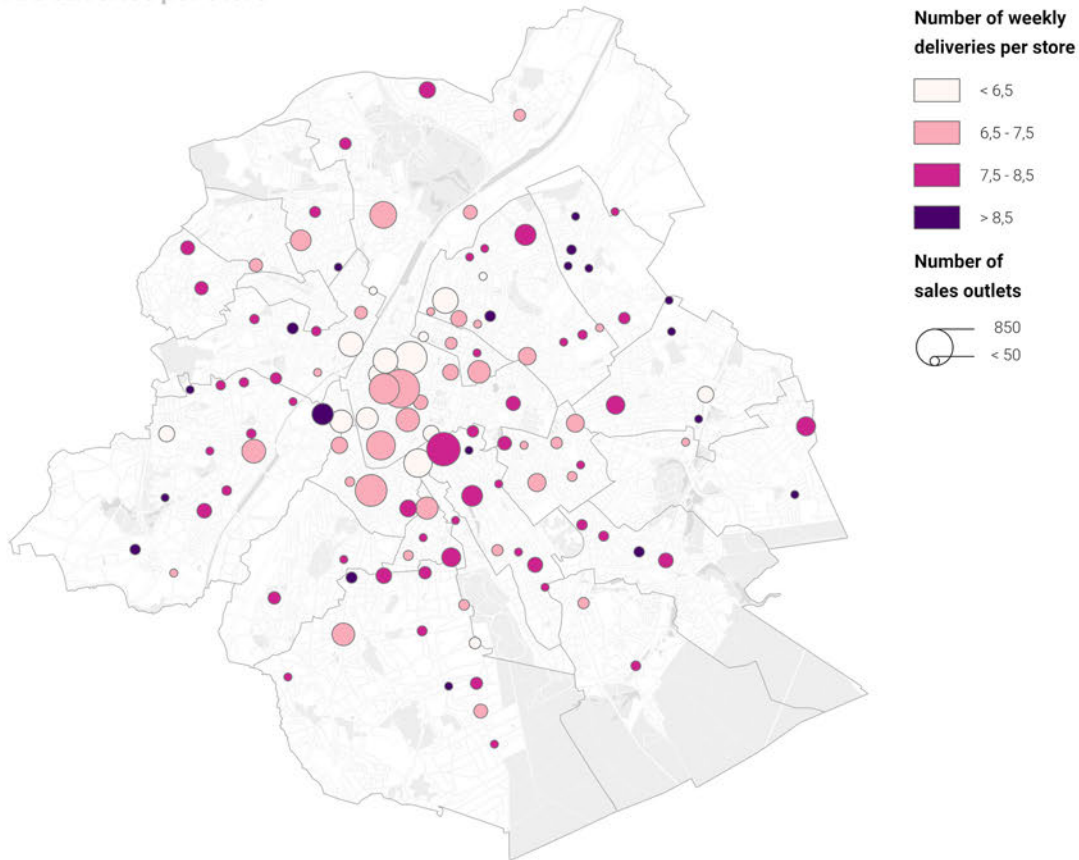 Number of weekly
deliveries per store
< 6,5
6,5 - 7,5
7,5 - 8,5
> 8,5
Number of
sales outlets
850
< 50